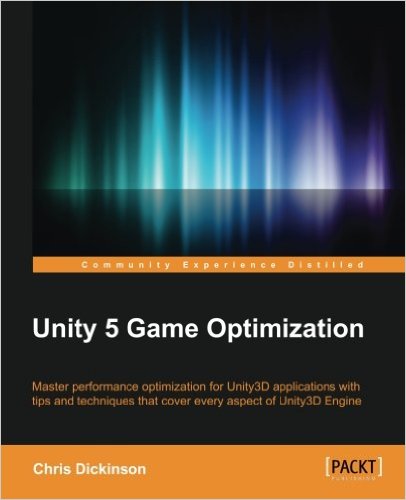 Community Experience Distilled
Unity 5 Game Optimization
Master performance optimization for Unity3D applications with
tips and techniques that cover every aspect of Unity3D Engine
Chris Dickinson
[PACKT]
PUBLISHING